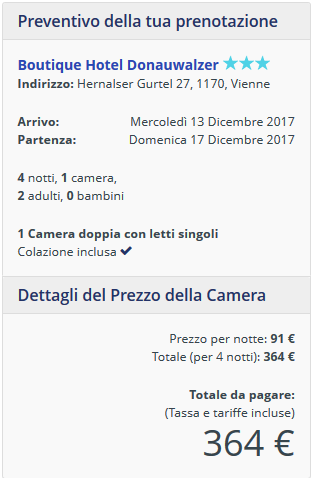 Preventivo della tua prenotazione
Boutique Hotel Donauwalzer
Indirizzo: Hernalser Gurtel 27, 1170, Vienne
Arrivo: Mercoledì 13 Dicembre 2017
Partenza: Domenica 17 Dicembre 2017
4 notti, 1 camera,
2 adulti, 0 bambini
1 Camera doppia con letti singoli
Colazione inclusa ✔
Dettagli del Prezzo della Camera
Prezzo per notte: 91 €
Totale (per 4 notti): 364 €
Totale da pagare:
(Tassa e tariffe incluse)
364 €